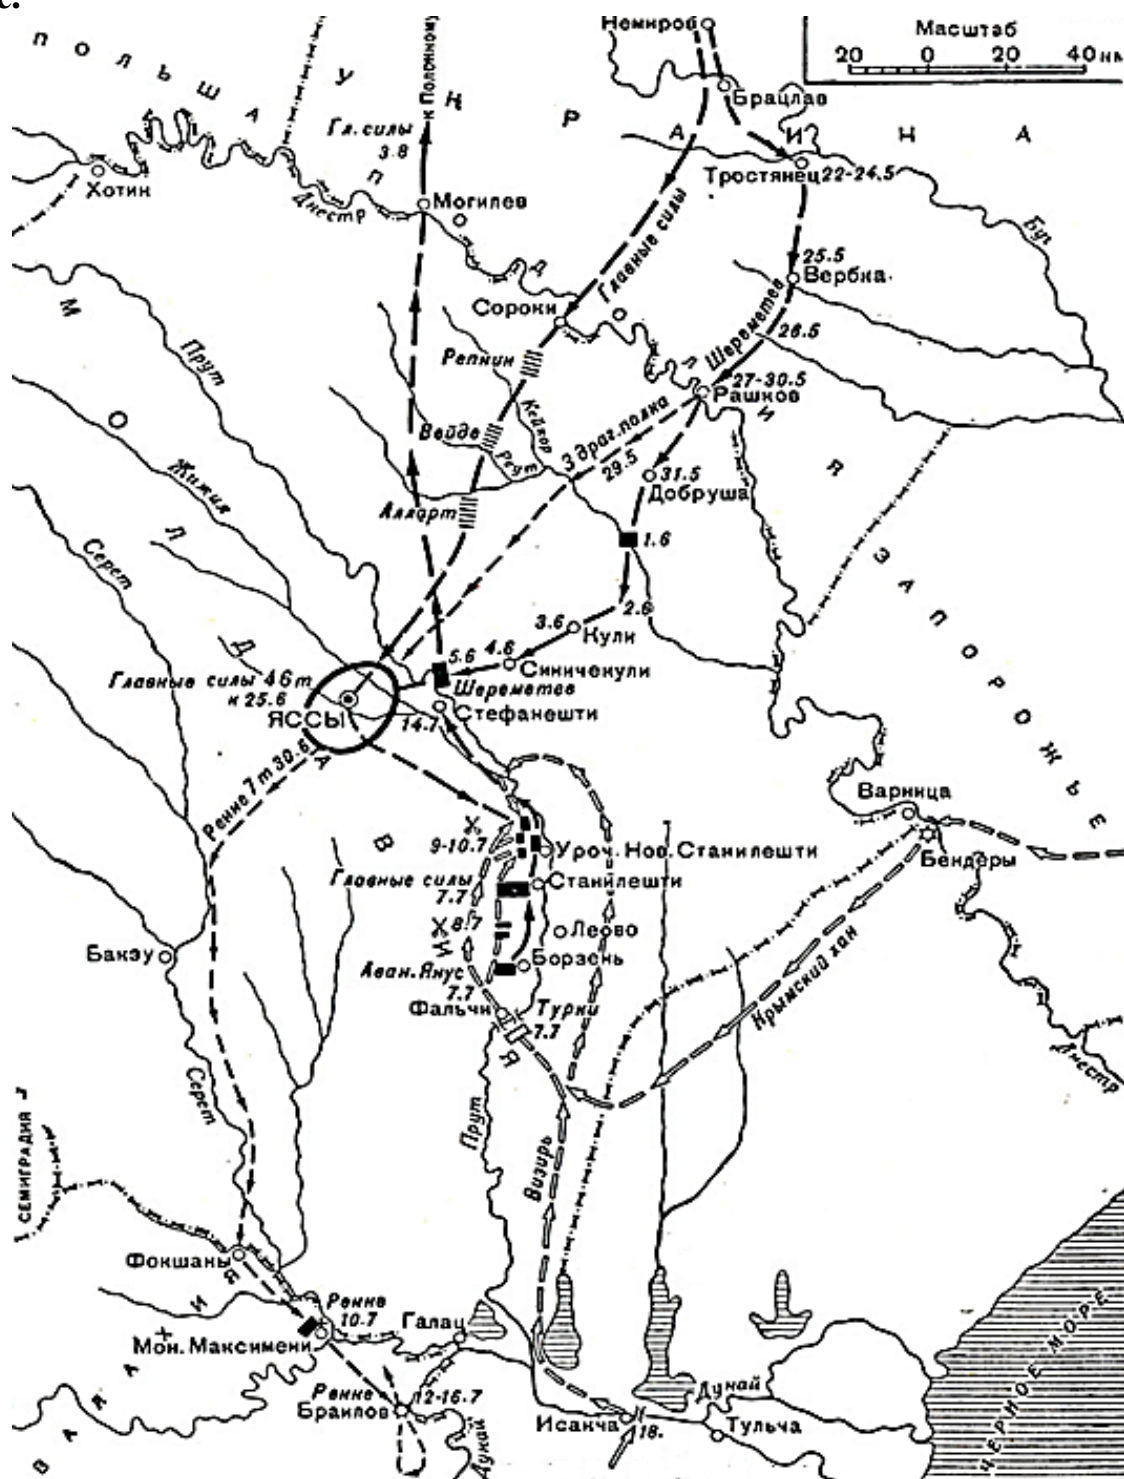 Немиров
Масштаб
20 0 20 40 км
ПОЛЬША
УКРАИНА
к Полонному
Брацлав
Гл. силы
3.8
Хотин
Днестр
Могилев
Тростянец 22-24.5
Главные силы
Буг
25.5
Вербка
Сороки
Шереметев
26.5
Прут
Репнин
27-30.5
Рашков
Кейнор
Вейде
Реут
3 драг. полка
29.5
31.5
Добруша
Жижия
Алларт
1.6
Серет
ЗАПОРОЖЬЕ
2.6
3.6
Кули
4.6
Синичекули
5.6
Шереметев
Главные силы 46т
к 25.6
ЯССЫ
Стефанешти
14.7
Ренне 7т 30.6
МОЛДАВИЯ
Варница
Бендеры
9-10.7
Уроч. Нов. Станилешти
Главные силы
7.7
Станилешти
8.7
Леово
Бакэу
Борзень
Аван. Янус
7.7
Фальчи
Турки
7.7
Крымский хан
Днестр
Серет
Прут
СЕМИГРАДИЯ
Визирь
Фокшаны
Ренне
10.7
Мон. Максимени
Галац
ВАЛАХИЯ
Ренне
12-16.7
Браилов
Дунай
Исакча
18.
Дунай
Тульча
ЧЕРНОЕ МОРЕ